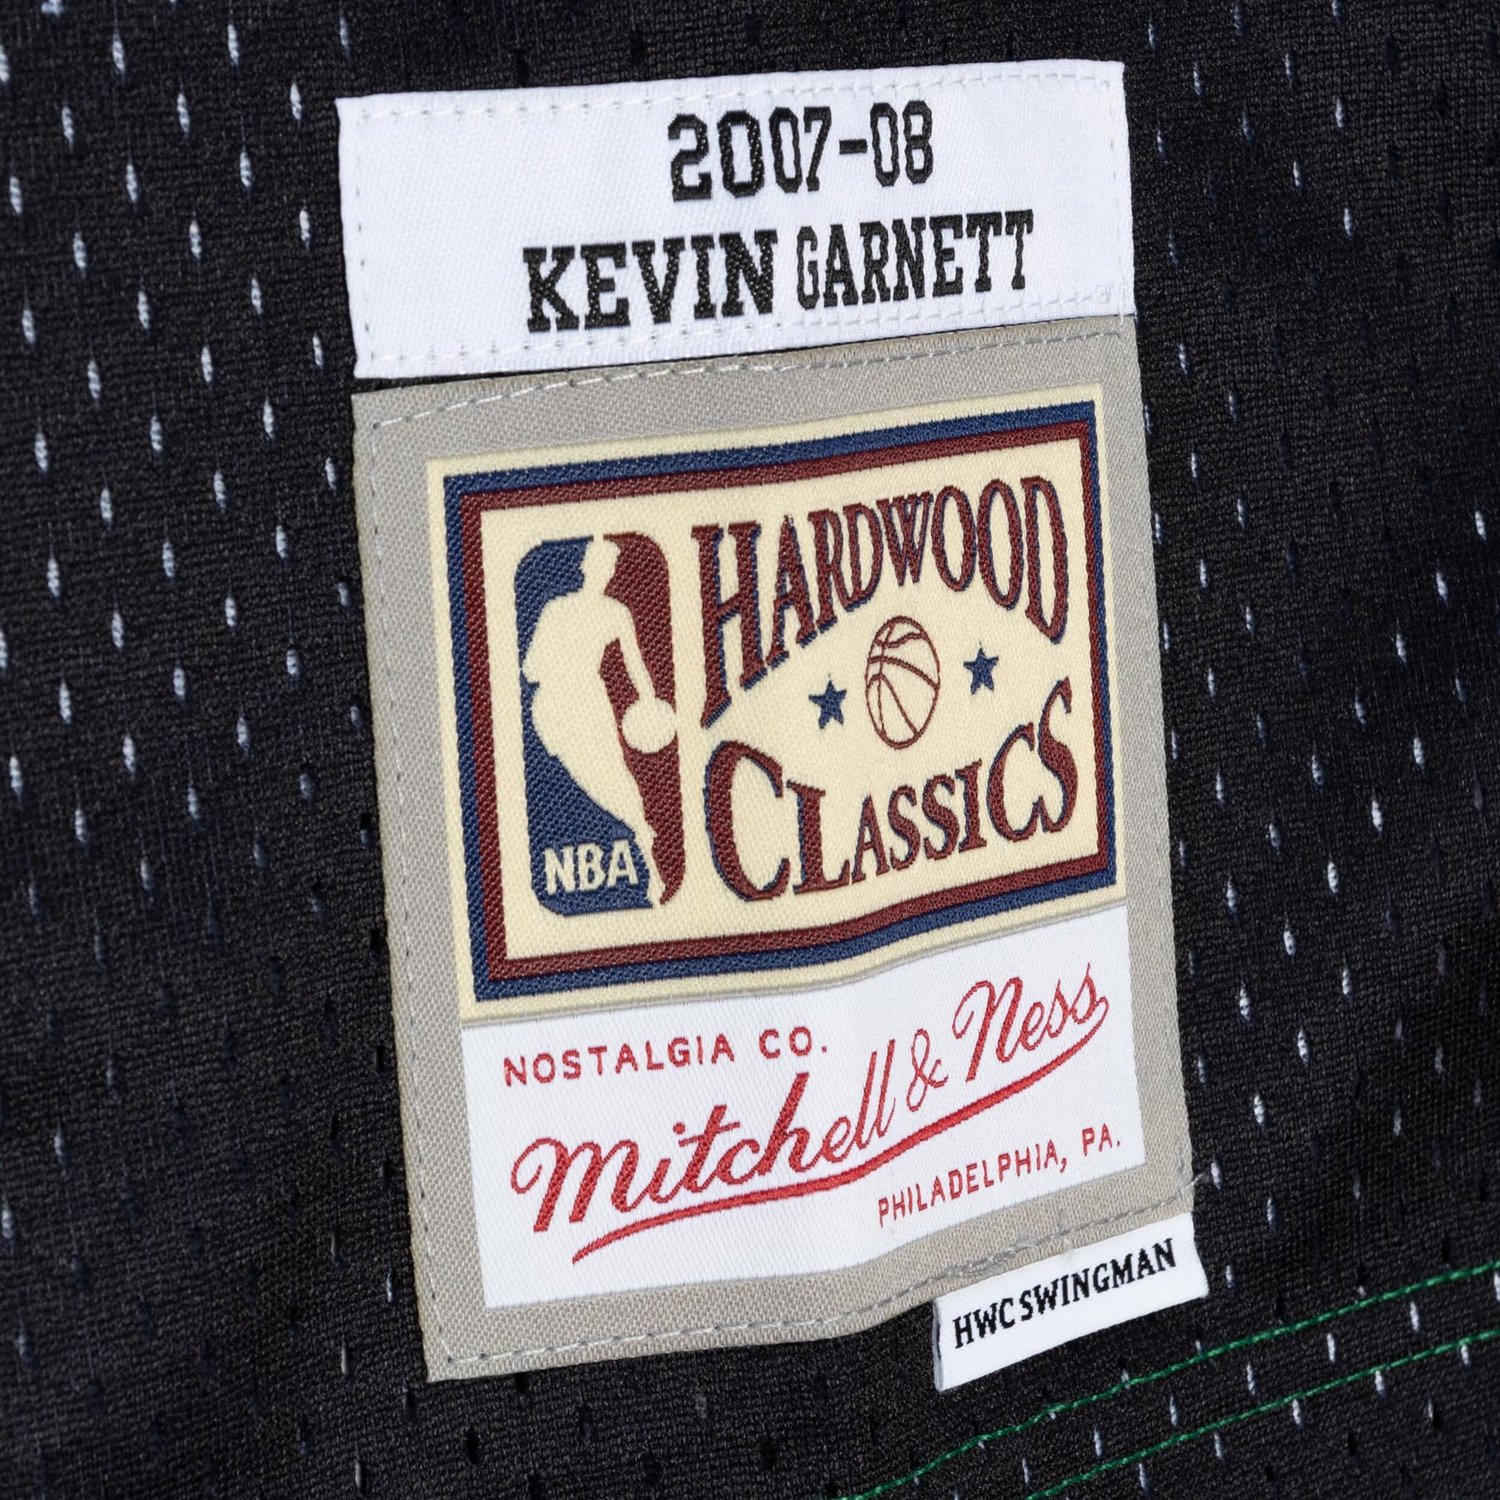 2007-08
KEVIN GARNETT
HARDWOOD
CLASSICS
NBA
NOSTALGIA CO.
Mitchell & Ness
PHILADELPHIA, PA.
HWC SWINGMAN